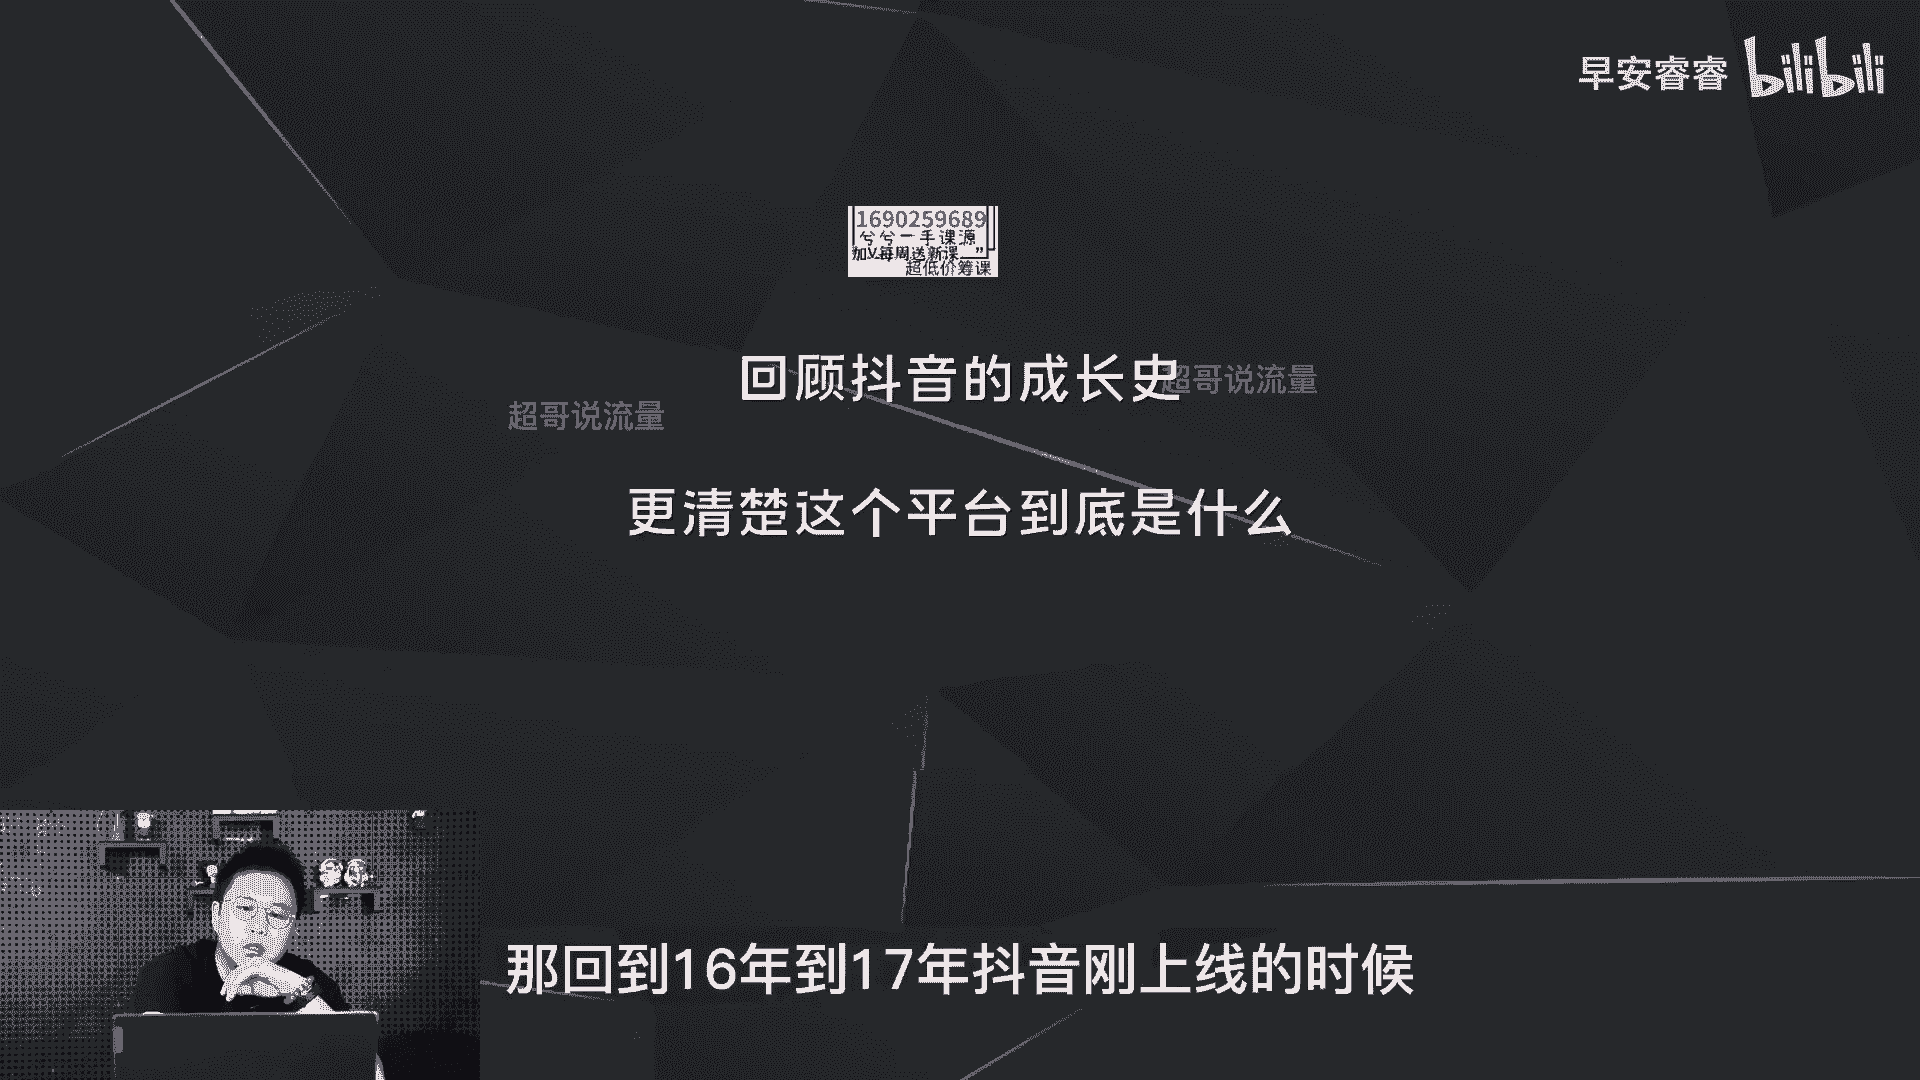 早安睿睿 bilibili
1690259689
兮兮一手课源
加V每周送新课
超低价筹课
回顾抖音的成长史
超哥说流量
超哥说流量
更清楚这个平台到底是什么
那回到16年到17年抖音刚上线的时候